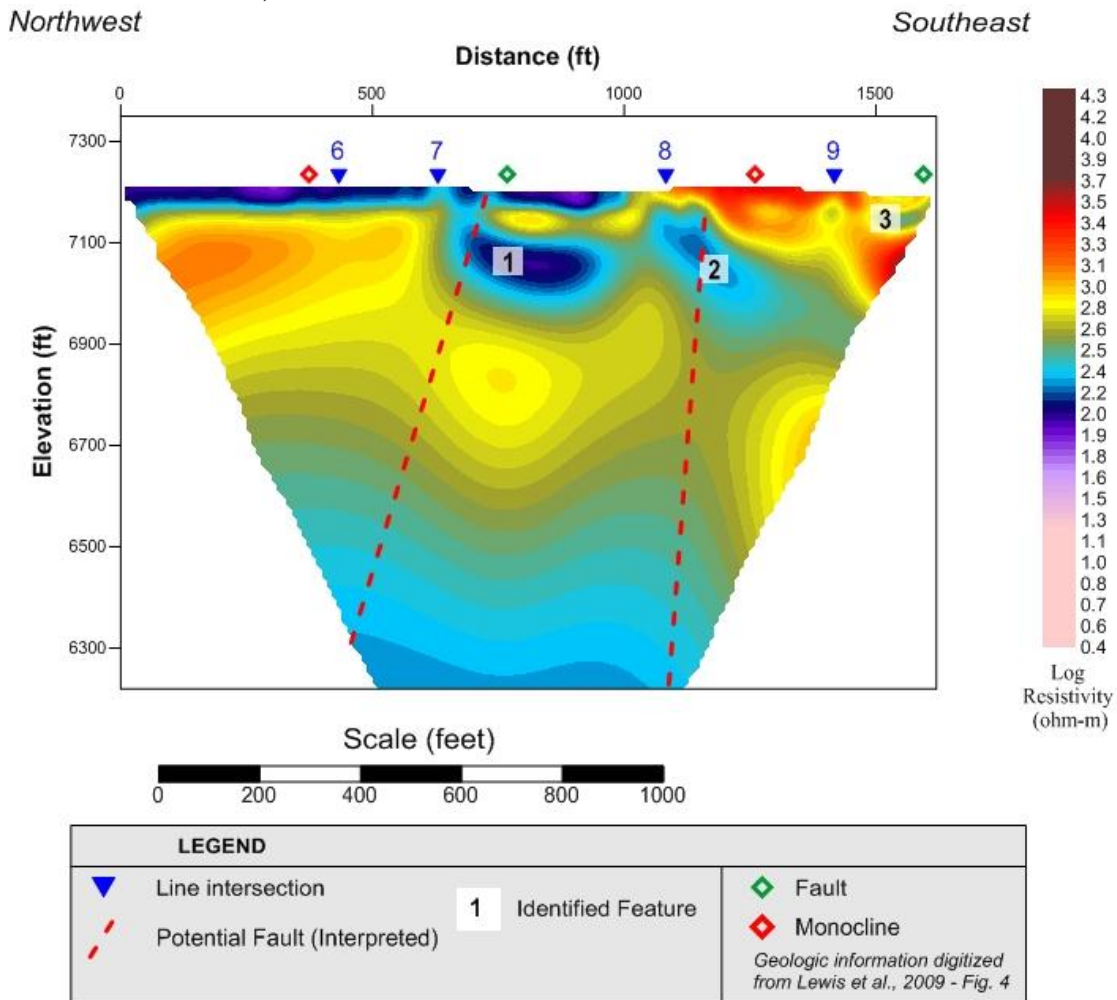 Northwest
Southeast
Distance (ft)
0 500 1000 1500
7300
7100
6900
6700
6500
6300
Elevation (ft)
6 7 8 9
1 2 3
4.3
4.2
4.0
3.9
3.7
3.6
3.4
3.3
3.1
3.0
2.8
2.7
2.5
2.4
2.2
2.1
1.9
1.8
1.6
1.5
1.3
1.2
1.0
0.9
0.7
0.6
0.4
Log
Resistivity
(ohm-m)
Scale (feet)
0 200 400 600 800 1000
LEGEND
Line intersection
Potential Fault (Interpreted)
1 Identified Feature
Fault
Monocline
Geologic information digitized
from Lewis et al., 2009 - Fig. 4